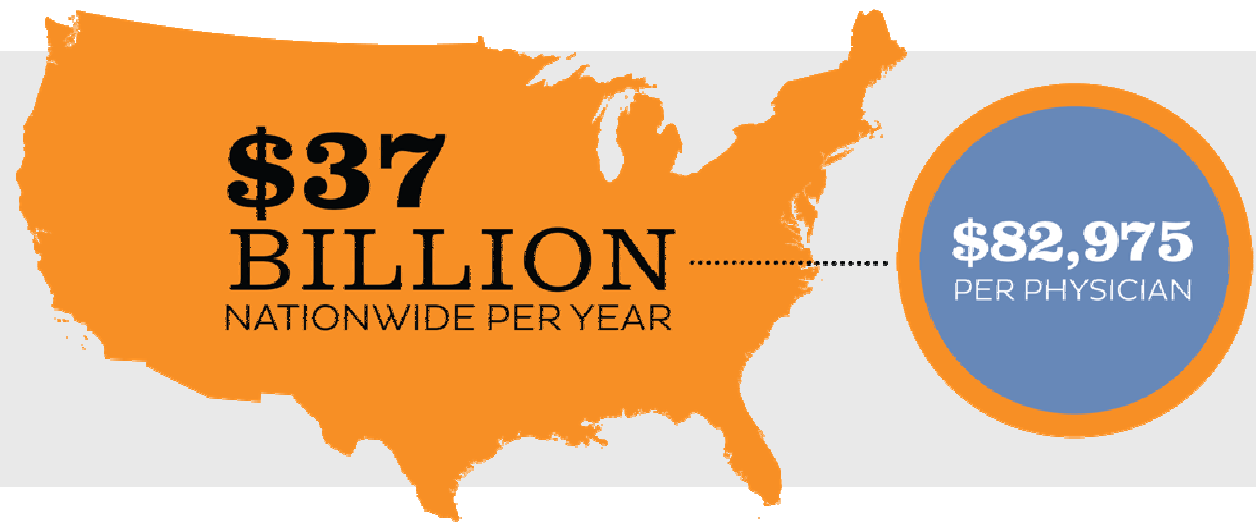 $37
BILLION
NATIONWIDE PER YEAR
$82,975
PER PHYSICIAN